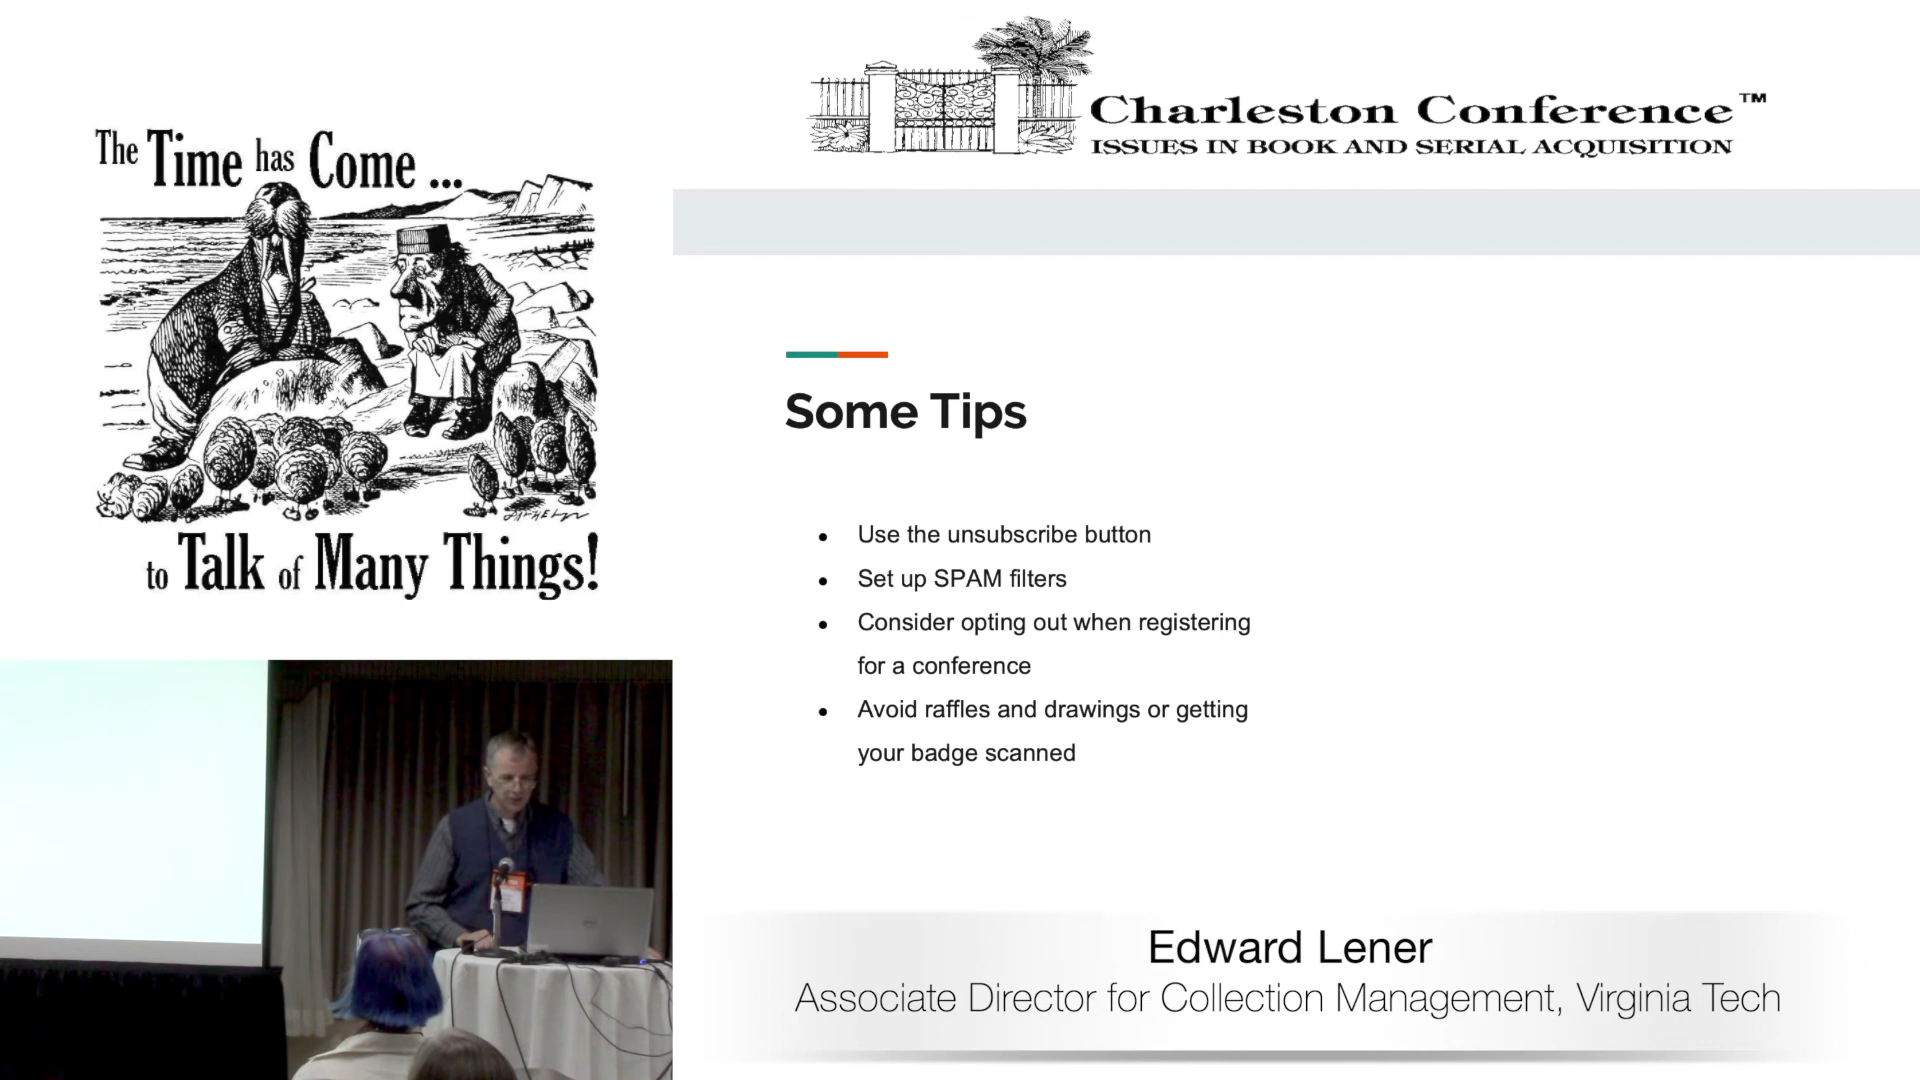 The Time has Come ...
to Talk of Many Things!
Charleston Conference™
ISSUES IN BOOK AND SERIAL ACQUISITION
Some Tips
● Use the unsubscribe button
● Set up SPAM filters
● Consider opting out when registering
for a conference
● Avoid raffles and drawings or getting
your badge scanned
Edward Lener
Associate Director for Collection Management, Virginia Tech